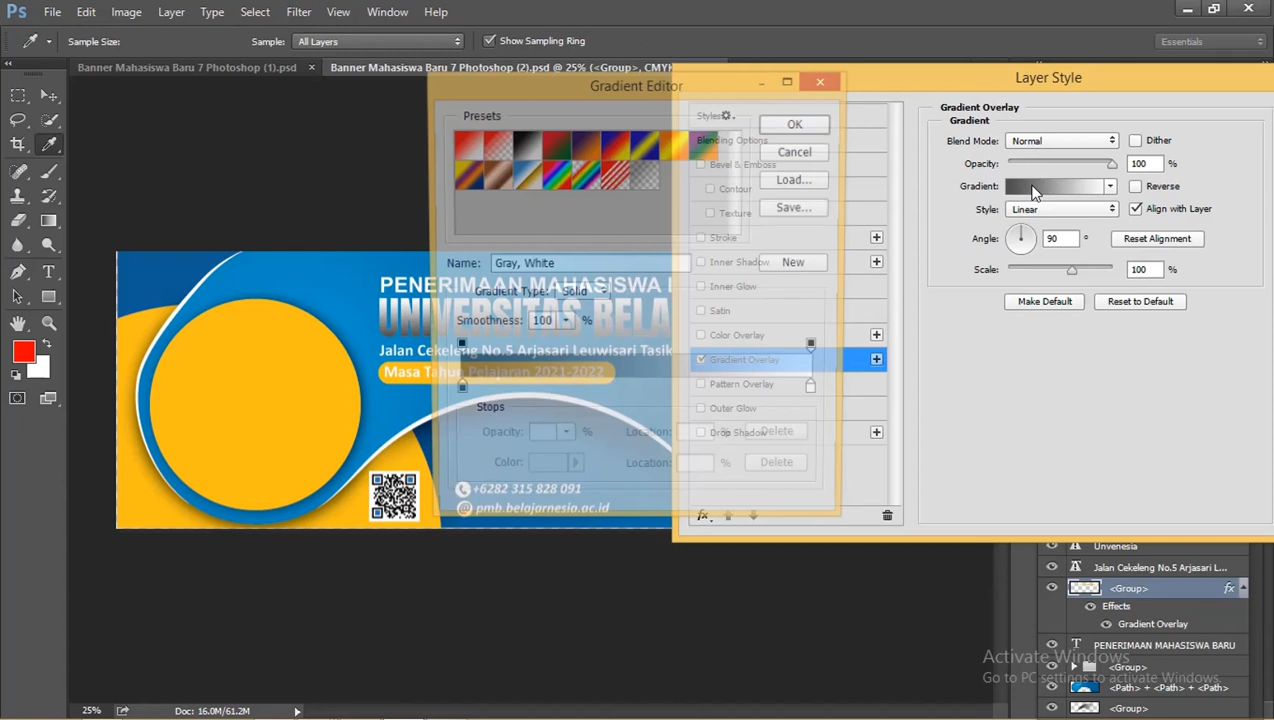 Ps File Edit Image Layer Type Select Filter View Window Help
Sample Size: Sample: All Layers Show Sampling Ring Essentials
Banner Mahasiswa Baru 7 Photoshop (1).psd × Banner Mahasiswa Baru 7 Photoshop (2).psd @ 25% (<Group>, CMYK
Gradient Editor
Presets
OK
Cancel
Load...
Save...
Name: Gray, White
New
Gradient Type: Solid
Smoothness: 100 %
Stops
Opacity: % Location: % Delete
Color: Location: % Delete
Layer Style
Styles
Blending Options
Bevel & Emboss
Contour
Texture
Stroke
Inner Shadow
Inner Glow
Satin
Color Overlay
Gradient Overlay
Pattern Overlay
Outer Glow
Drop Shadow
fx
Gradient Overlay
Gradient
Blend Mode: Normal Dither
Opacity: 100 %
Gradient: Reverse
Style: Linear Align with Layer
Angle: 90 ° Reset Alignment
Scale: 100 %
Make Default Reset to Default
PENERIMAAN MAHASISWA
UNIVERSITAS BELA
Jalan Cekeleng No.5 Arjasari Leuwisari Tasik
Masa Tahun Pelajaran 2021-2022
+6282 315 828 091
@ pmb.belajarnesia.ac.id
Unvenesia
Jalan Cekeleng No.5 Arjasari L...
<Group> fx
Effects
Gradient Overlay
T PENERIMAAN MAHASISWA BARU
<Group>
<Path> + <Path> + <Path>
<Group>
Activate Windows
Go to PC settings to activate Windows.
25% Doc: 16.0M/61.2M